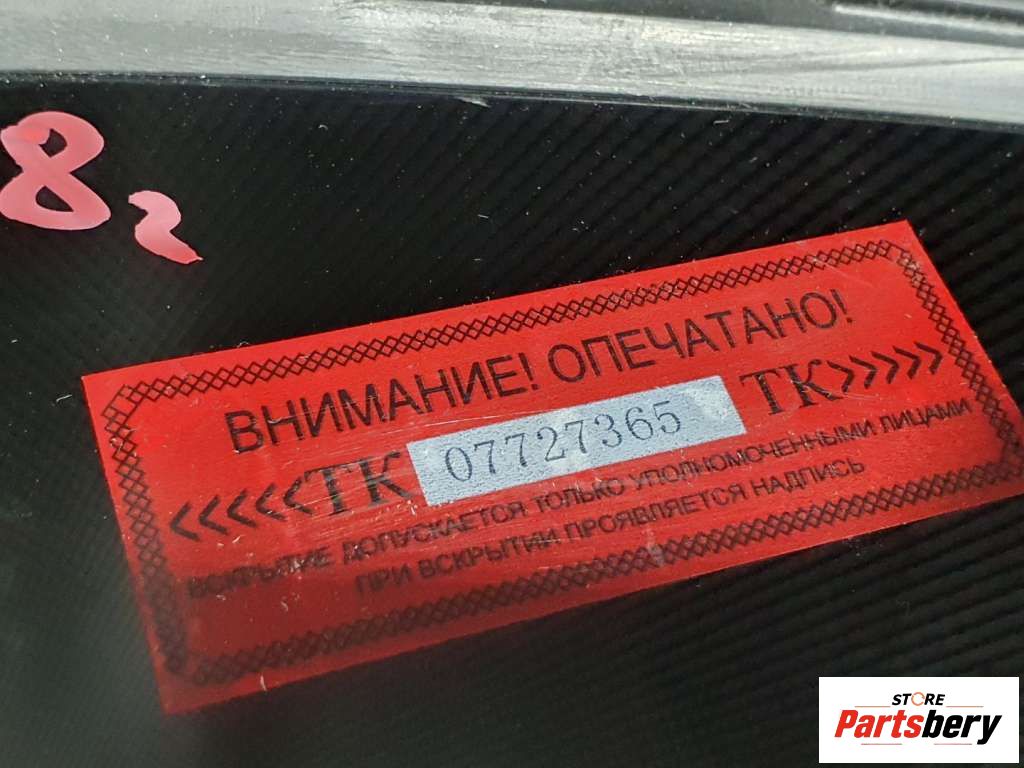 8,
ВНИМАНИЕ! ОПЕЧАТАНО!
<<<<<ТК 07727365 ТК>>>>>
ВСКРЫТИЕ ДОПУСКАЕТСЯ ТОЛЬКО УПОЛНОМОЧЕННЫМИ ЛИЦАМИ
ПРИ ВСКРЫТИИ ПРОЯВЛЯЕТСЯ НАДПИСЬ
STORE
Partsbery